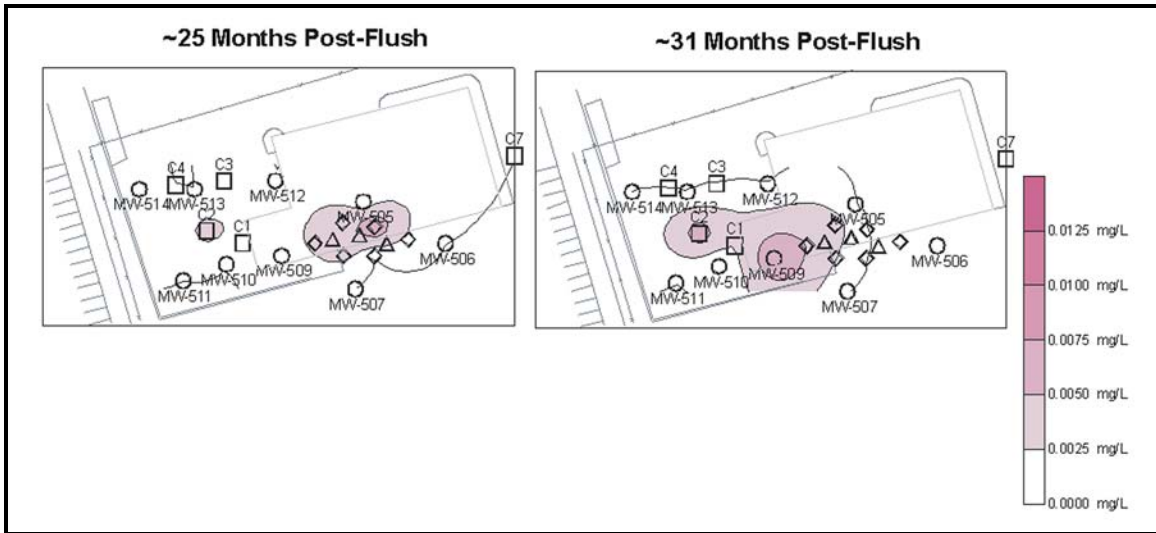 ~25 Months Post-Flush
~31 Months Post-Flush
C7
C4
C3
MW-514
MW-513
MW-512
C2
MW-505
C1
MW-509
MW-506
MW-510
MW-511
MW-507
C7
C4
C3
MW-514
MW-513
MW-512
C2
MW-505
C1
MW-509
MW-506
MW-510
MW-511
MW-507
0.0125 mg/L
0.0100 mg/L
0.0075 mg/L
0.0050 mg/L
0.0025 mg/L
0.0000 mg/L